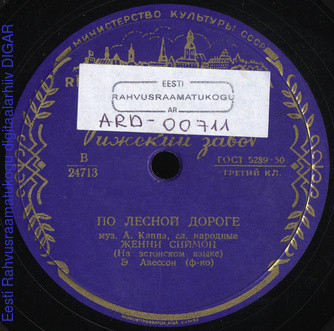 Eesti Rahvusraamatukogu digitaalarhiiv DIGAR
МИНИСТЕРСТВО КУЛЬТУРЫ СССР
EESTI
RAHVUSRAAMATUKOGU
AR
ARD-00711
Рижский завод
В
24713
ГОСТ 5289-50
ТРЕТИЙ КЛ.
ПО ЛЕСНОЙ ДОРОГЕ
муз. А. Каппа, сл. народные
ЖЕННИ СИЙМОН
(На эстонском языке)
Э. Авессон (ф-но)